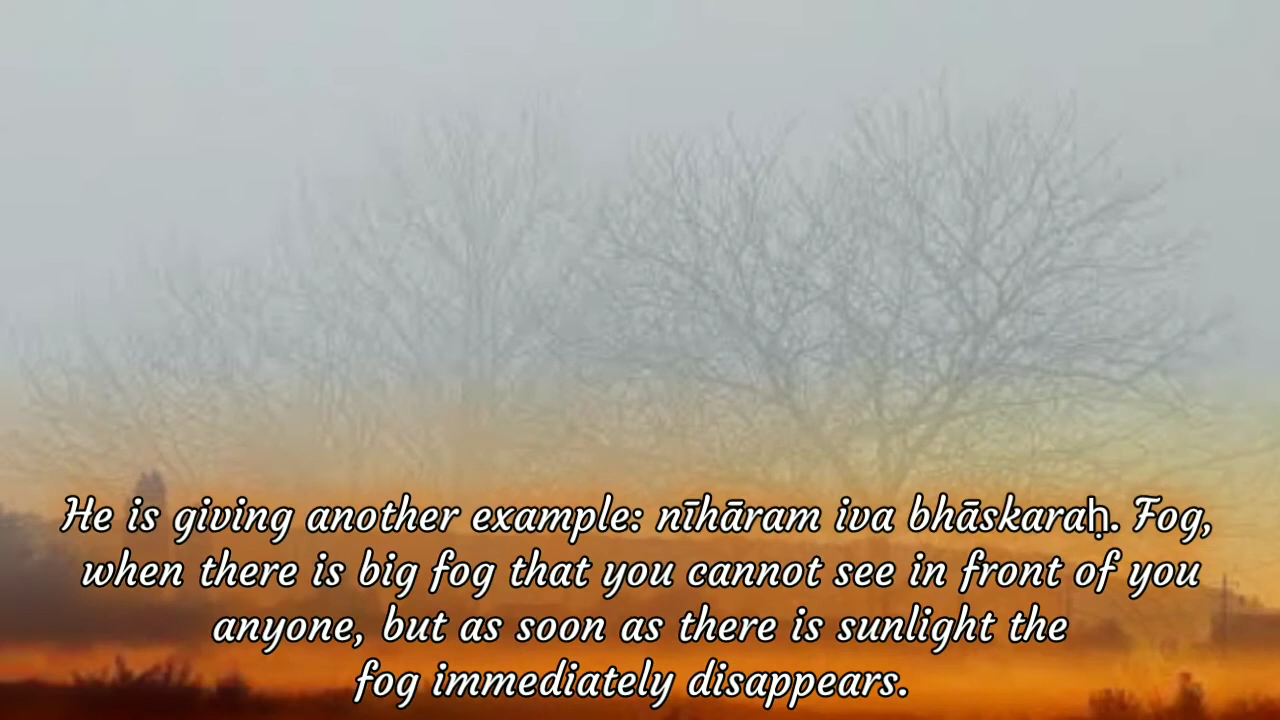 He is giving another example: nīhāram iva bhāskaraḥ. Fog,
when there is big fog that you cannot see in front of you
anyone, but as soon as there is sunlight the
fog immediately disappears.